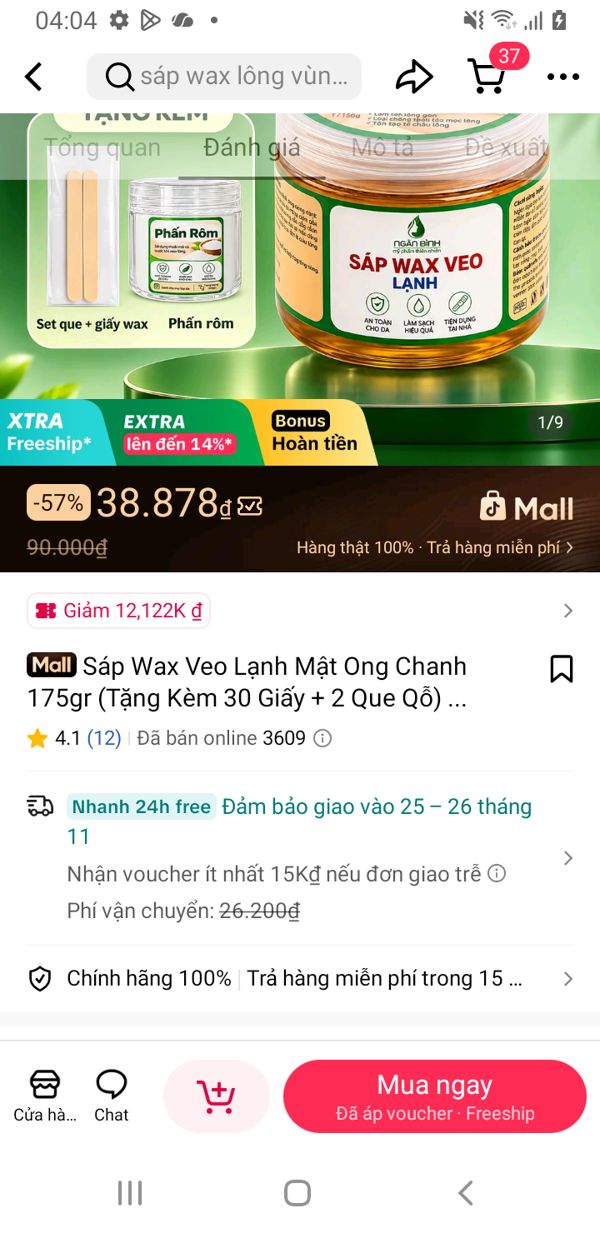 04:04
sáp wax lông vùn...
37
TẶNG KÈM
Tổng quan
Đánh giá
Mô tả
Đề xuất
Phấn Rôm
Set que + giấy wax
Phấn rôm
NGÂN BÌNH
mỹ phẩm thiên nhiên
SÁP WAX VEO
LẠNH
AN TOÀN
CHO DA
LÀM SẠCH
HIỆU QUẢ
TIỆN DỤNG
TẠI NHÀ
XTRA
Freeship*
EXTRA
lên đến 14%*
Bonus
Hoàn tiền
1/9
-57%
38.878₫
Mall
90.000₫
Hàng thật 100% · Trả hàng miễn phí
Giảm 12,122K ₫
Mall Sáp Wax Veo Lạnh Mật Ong Chanh
175gr (Tặng Kèm 30 Giấy + 2 Que Qỗ) ...
4.1 (12) Đã bán online 3609
Nhanh 24h free Đảm bảo giao vào 25 – 26 tháng
11
Nhận voucher ít nhất 15K₫ nếu đơn giao trễ
Phí vận chuyển: 26.200₫
Chính hãng 100% Trả hàng miễn phí trong 15 ...
Cửa hà...
Chat
Mua ngay
Đã áp voucher · Freeship